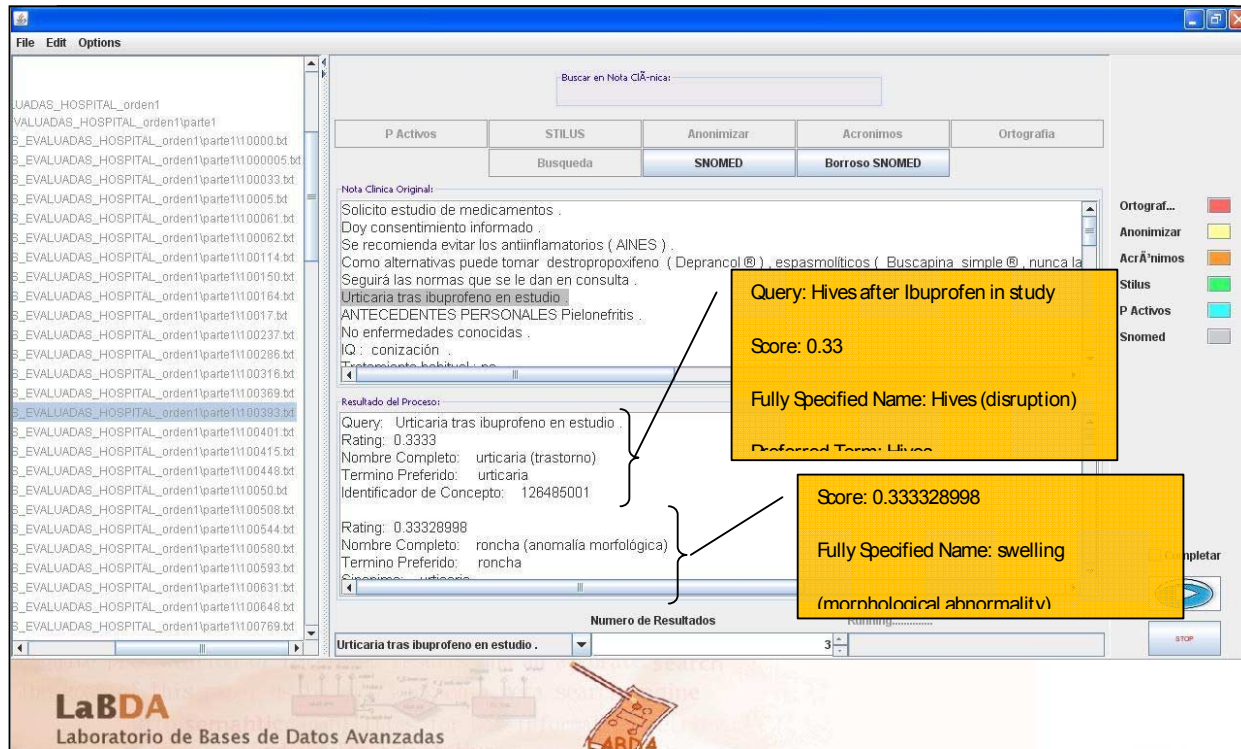 File Edit Options
UADAS_HOSPITAL_orden1
VALUADAS_HOSPITAL_orden1\parte1
S_EVALUADAS_HOSPITAL_orden1\parte1\10000.txt
S_EVALUADAS_HOSPITAL_orden1\parte1\1000005.txt
S_EVALUADAS_HOSPITAL_orden1\parte1\100033.txt
S_EVALUADAS_HOSPITAL_orden1\parte1\10005.txt
S_EVALUADAS_HOSPITAL_orden1\parte1\100061.txt
S_EVALUADAS_HOSPITAL_orden1\parte1\100062.txt
S_EVALUADAS_HOSPITAL_orden1\parte1\100114.txt
S_EVALUADAS_HOSPITAL_orden1\parte1\100150.txt
S_EVALUADAS_HOSPITAL_orden1\parte1\100164.txt
S_EVALUADAS_HOSPITAL_orden1\parte1\10017.txt
S_EVALUADAS_HOSPITAL_orden1\parte1\100237.txt
S_EVALUADAS_HOSPITAL_orden1\parte1\100286.txt
S_EVALUADAS_HOSPITAL_orden1\parte1\100316.txt
S_EVALUADAS_HOSPITAL_orden1\parte1\100369.txt
S_EVALUADAS_HOSPITAL_orden1\parte1\100393.txt
S_EVALUADAS_HOSPITAL_orden1\parte1\100401.txt
S_EVALUADAS_HOSPITAL_orden1\parte1\100415.txt
S_EVALUADAS_HOSPITAL_orden1\parte1\100448.txt
S_EVALUADAS_HOSPITAL_orden1\parte1\10050.txt
S_EVALUADAS_HOSPITAL_orden1\parte1\100508.txt
S_EVALUADAS_HOSPITAL_orden1\parte1\100544.txt
S_EVALUADAS_HOSPITAL_orden1\parte1\100580.txt
S_EVALUADAS_HOSPITAL_orden1\parte1\100593.txt
S_EVALUADAS_HOSPITAL_orden1\parte1\100631.txt
S_EVALUADAS_HOSPITAL_orden1\parte1\100648.txt
S_EVALUADAS_HOSPITAL_orden1\parte1\100769.txt
Buscar en Nota ClÃ-nica:
P Activos STILUS Anonimizar Acronimos Ortografia
Busqueda SNOMED Borroso SNOMED
Nota Clinica Original:
Solicito estudio de medicamentos .
Doy consentimiento informado .
Se recomienda evitar los antiinflamatorios ( AINES ) .
Como alternativas puede tomar destropropoxifeno ( Deprancol ® ) , espasmolíticos ( Buscapina simple ® , nunca la
Seguirá las normas que se le dan en consulta .
Urticaria tras ibuprofeno en estudio .
ANTECEDENTES PERSONALES Pielonefritis .
No enfermedades conocidas .
IQ : conización .
Tratamiento habitual : no
Query: Hives after Ibuprofen in study
Score: 0.33
Fully Specified Name: Hives (disruption)
Preferred Term: Hives
Resultado del Proceso:
Query: Urticaria tras ibuprofeno en estudio .
Rating: 0.3333
Nombre Completo: urticaria (trastorno)
Termino Preferido: urticaria
Identificador de Concepto: 126485001
Rating: 0.33328998
Nombre Completo: roncha (anomalía morfológica)
Termino Preferido: roncha
Sinonimo: urticaria
Score: 0.333328998
Fully Specified Name: swelling
(morphological abnormality)
Numero de Resultados
Running..............
Urticaria tras ibuprofeno en estudio . 3
Ortograf...
Anonimizar
AcrÃ³nimos
Stilus
P Activos
Snomed
Completar
STOP
LaBDA
Laboratorio de Bases de Datos Avanzadas
LABDA